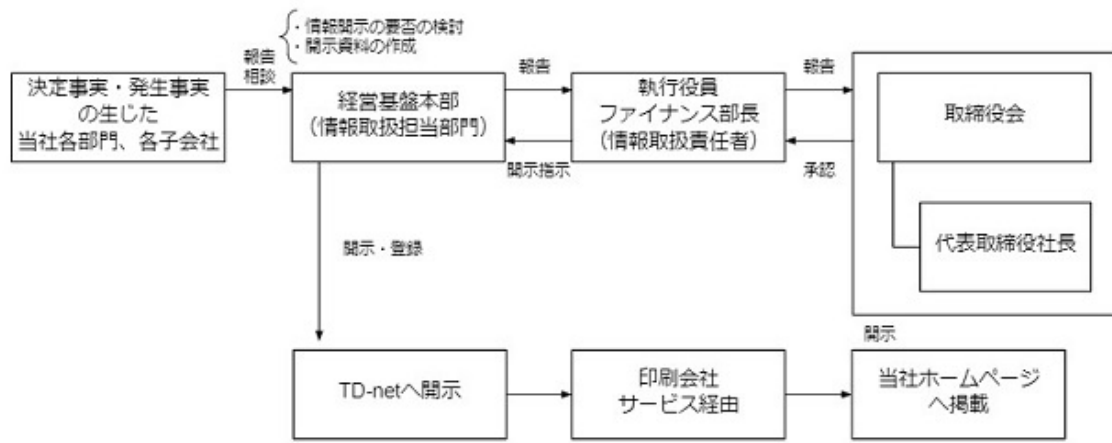 ・情報開示の要否の検討
・開示資料の作成
報告
相談
決定事実・発生事実
の生じた
当社各部門、各子会社
経営基盤本部
（情報取扱担当部門）
報告
開示指示
執行役員
ファイナンス部長
（情報取扱責任者）
報告
承認
取締役会
代表取締役社長
開示・登録
開示
TD-netへ開示
印刷会社
サービス経由
当社ホームページ
へ掲載